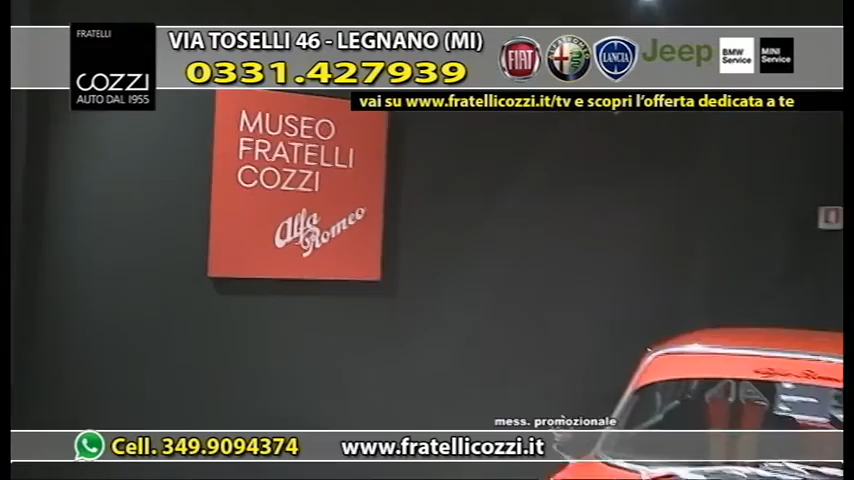 FRATELLI
COZZI
AUTO DAL 1955
VIA TOSELLI 46 - LEGNANO (MI)
0331.427939
FIAT
ALFA ROMEO
LANCIA
Jeep
BMW
Service
MINI
Service
vai su www.fratellicozzi.it/tv e scopri l'offerta dedicata a te
MUSEO
FRATELLI
COZZI
Alfa
Romeo
mess. promozionale
Cell. 349.9094374
www.fratellicozzi.it